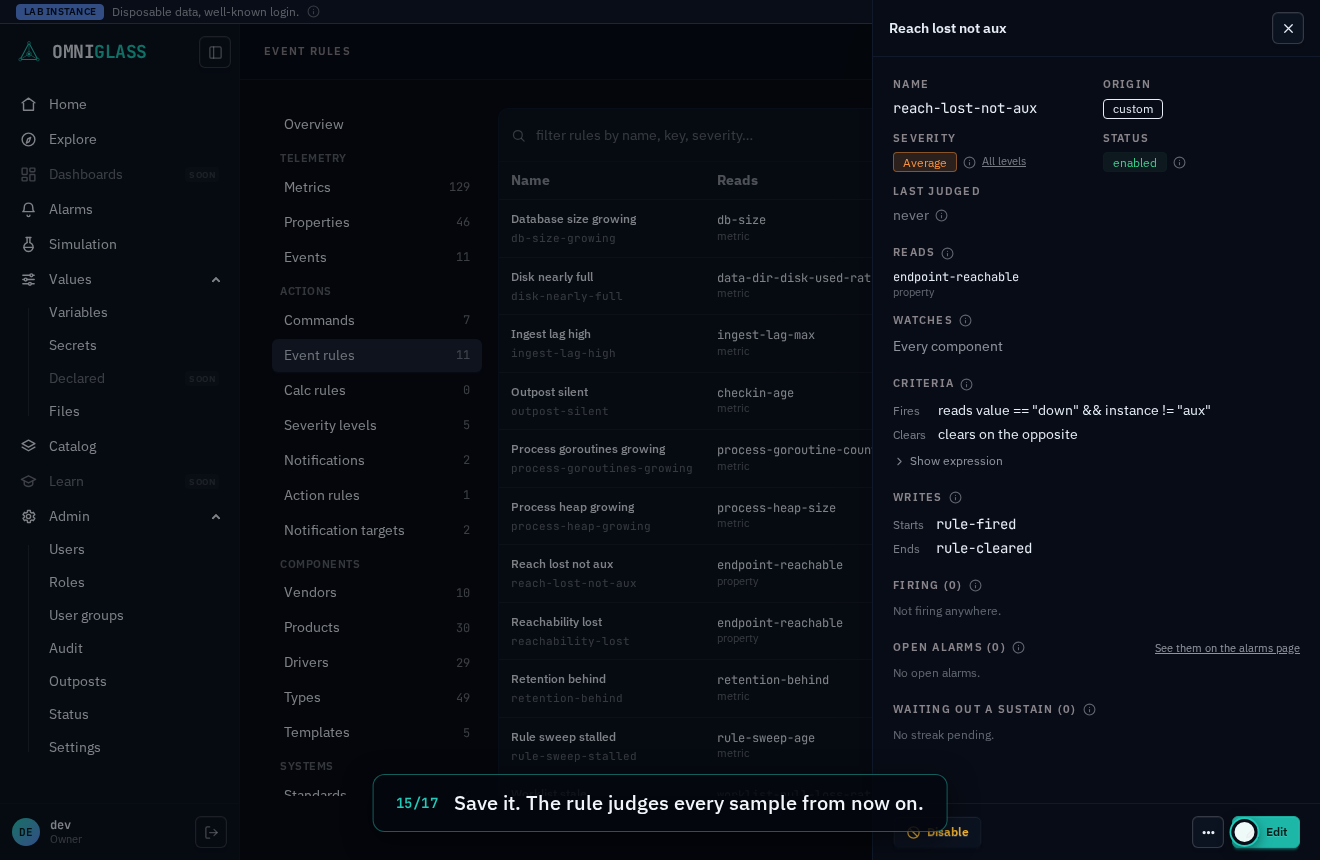 LAB INSTANCE Disposable data, well-known login.
OMNIGLASS
Home
Explore
Dashboards SOON
Alarms
Simulation
Values
Variables
Secrets
Declared SOON
Files
Catalog
Learn SOON
Admin
Users
Roles
User groups
Audit
Outposts
Status
Settings
DE dev
Owner
EVENT RULES
Overview
TELEMETRY
Metrics 129
Properties 46
Events 11
ACTIONS
Commands 7
Event rules 11
Calc rules 0
Severity levels 5
Notifications 2
Action rules 1
Notification targets 2
COMPONENTS
Vendors 10
Products 30
Drivers 29
Types 49
Templates 5
SYSTEMS
Standards
filter rules by name, key, severity...
Name Reads
Database size growing db-size
db-size-growing metric
Disk nearly full data-dir-disk-used-rat
disk-nearly-full metric
Ingest lag high ingest-lag-max
ingest-lag-high metric
Outpost silent checkin-age
outpost-silent metric
Process goroutines growing process-goroutine-coun
process-goroutines-growing metric
Process heap growing process-heap-size
process-heap-growing metric
Reach lost not aux endpoint-reachable
reach-lost-not-aux property
Reachability lost endpoint-reachable
reachability-lost property
Retention behind retention-behind
retention-behind metric
Rule sweep stalled rule-sweep-age
rule-sweep-stalled metric
15/17 Save it. The rule judges every sample from now on.
Reach lost not aux
NAME ORIGIN
reach-lost-not-aux custom
SEVERITY STATUS
Average All levels enabled
LAST JUDGED
never
READS
endpoint-reachable
property
WATCHES
Every component
CRITERIA
Fires reads value == "down" && instance != "aux"
Clears clears on the opposite
Show expression
WRITES
Starts rule-fired
Ends rule-cleared
FIRING (0)
Not firing anywhere.
OPEN ALARMS (0) See them on the alarms page
No open alarms.
WAITING OUT A SUSTAIN (0)
No streak pending.
Disable Edit